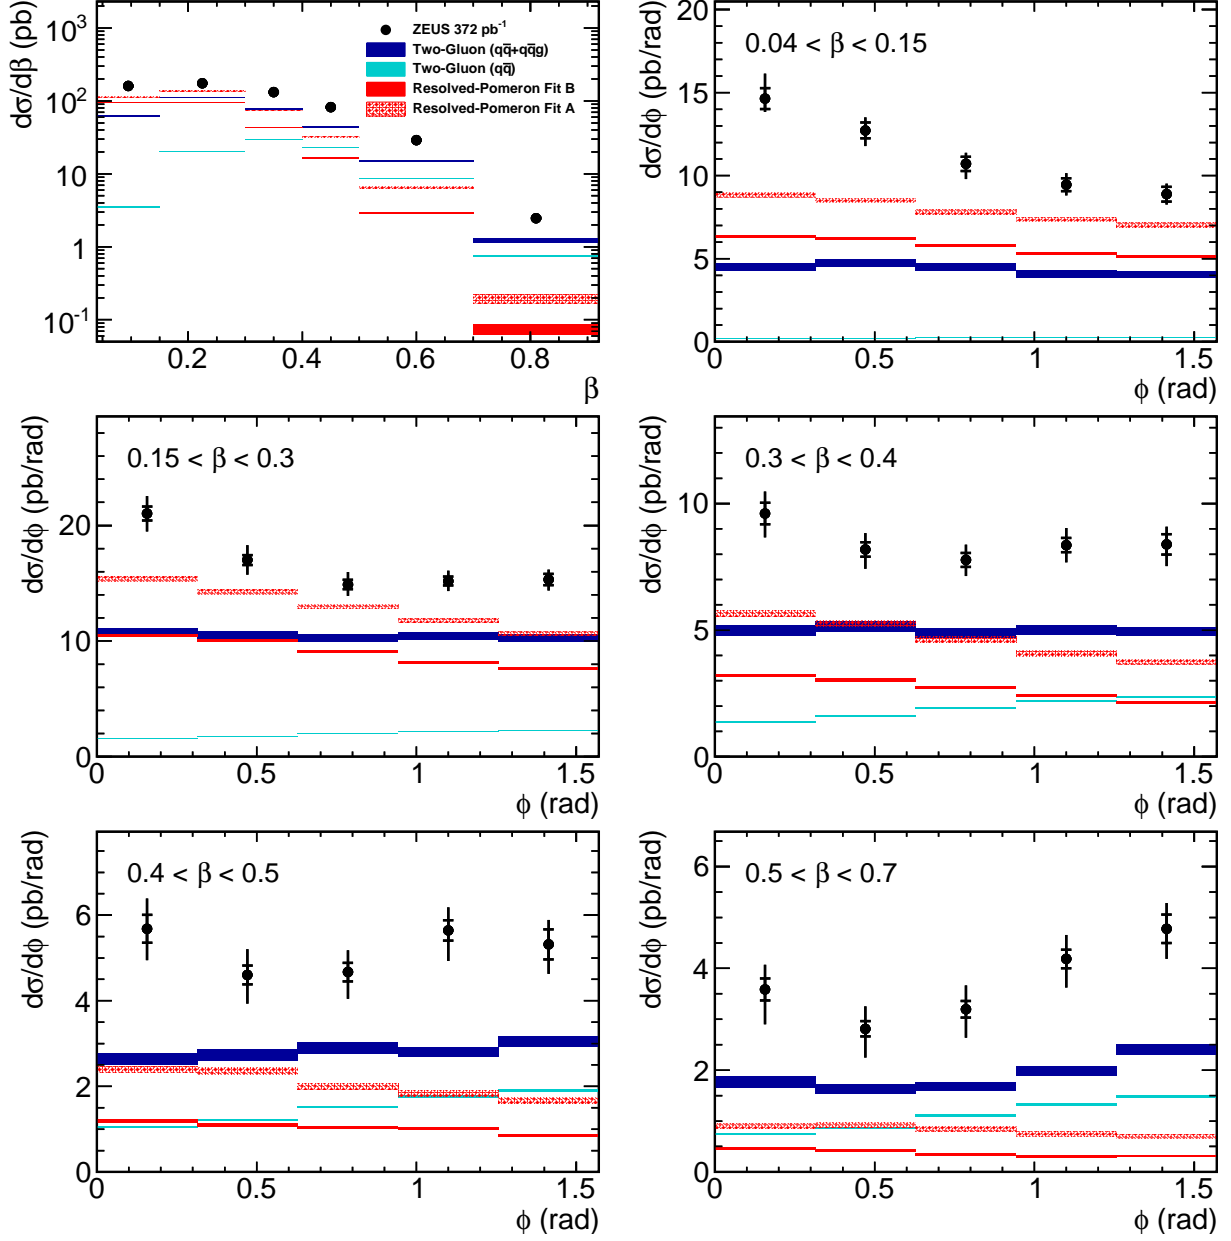 dσ/dβ (pb)
10³
10²
10
1
10⁻¹
0.2 0.4 0.6 0.8
β
ZEUS 372 pb⁻¹
Two-Gluon (qq̄+qq̄g)
Two-Gluon (qq̄)
Resolved-Pomeron Fit B
Resolved-Pomeron Fit A
dσ/dφ (pb/rad)
0.04 < β < 0.15
20
15
10
5
0
0 0.5 1 1.5
φ (rad)
dσ/dφ (pb/rad)
0.15 < β < 0.3
20
10
0
0 0.5 1 1.5
φ (rad)
dσ/dφ (pb/rad)
0.3 < β < 0.4
10
5
0
0 0.5 1 1.5
φ (rad)
dσ/dφ (pb/rad)
0.4 < β < 0.5
6
4
2
0
0 0.5 1 1.5
φ (rad)
dσ/dφ (pb/rad)
0.5 < β < 0.7
6
4
2
0
0 0.5 1 1.5
φ (rad)